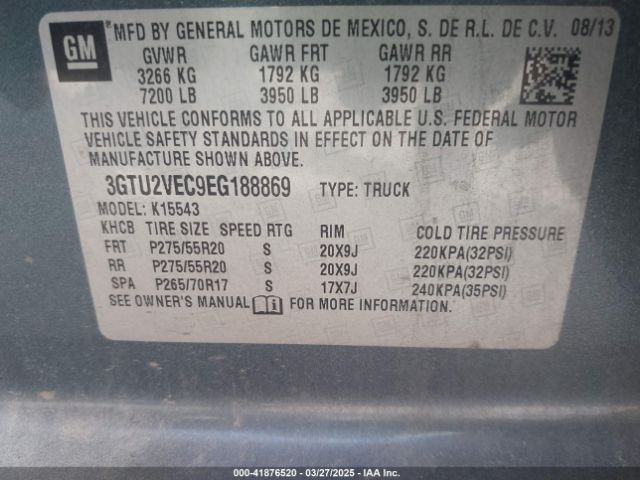 GM
*MFD BY GENERAL MOTORS DE MEXICO, S. DE R.L. DE C.V. 08/13
GVWR GAWR FRT GAWR RR
3266 KG 1792 KG 1792 KG
7200 LB 3950 LB 3950 LB
THIS VEHICLE CONFORMS TO ALL APPLICABLE U.S. FEDERAL MOTOR
VEHICLE SAFETY STANDARDS IN EFFECT ON THE DATE OF
MANUFACTURE SHOWN ABOVE.
3GTU2VEC9EG188869 TYPE: TRUCK
MODEL: K15543
KHCB TIRE SIZE SPEED RTG RIM COLD TIRE PRESSURE
FRT P275/55R20 S 20X9J 220KPA(32PSI)
RR P275/55R20 S 20X9J 220KPA(32PSI)
SPA P265/70R17 S 17X7J 240KPA(35PSI)
SEE OWNER'S MANUAL FOR MORE INFORMATION.
000-41876520 — 03/27/2025 — IAA Inc.